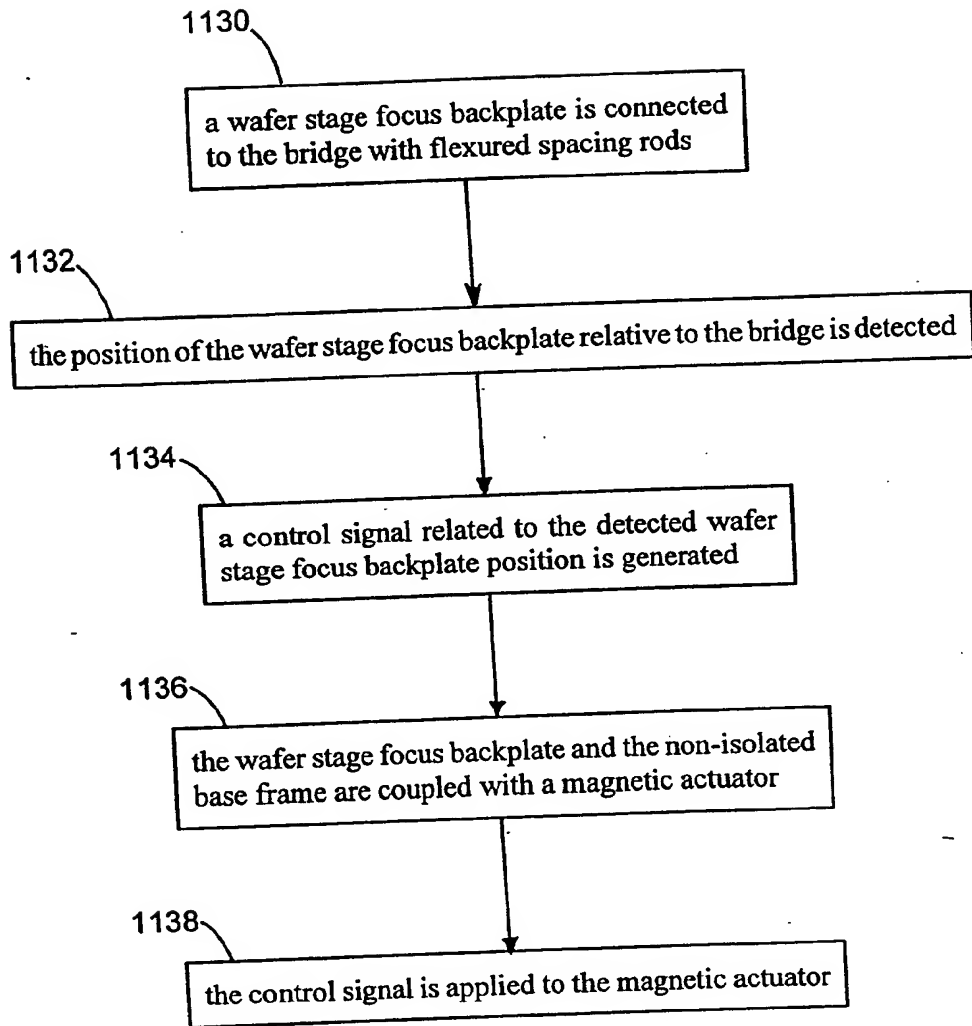 1130
a wafer stage focus backplate is connected
to the bridge with flexured spacing rods
1132
the position of the wafer stage focus backplate relative to the bridge is detected
1134
a control signal related to the detected wafer
stage focus backplate position is generated
1136
the wafer stage focus backplate and the non-isolated
base frame are coupled with a magnetic actuator
1138
the control signal is applied to the magnetic actuator